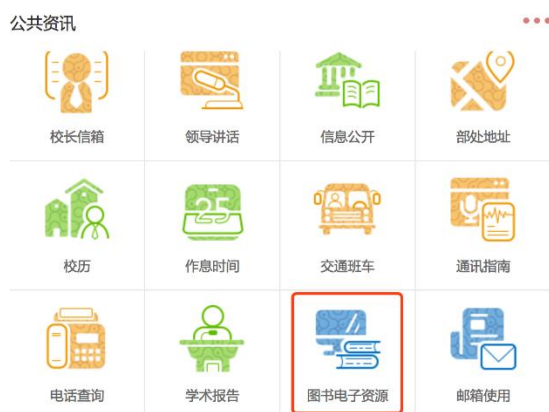 公共资讯
校长信箱 领导讲话 信息公开 部处地址
25
校历 作息时间 交通班车 通讯指南
电话查询 学术报告 图书电子资源 邮箱使用